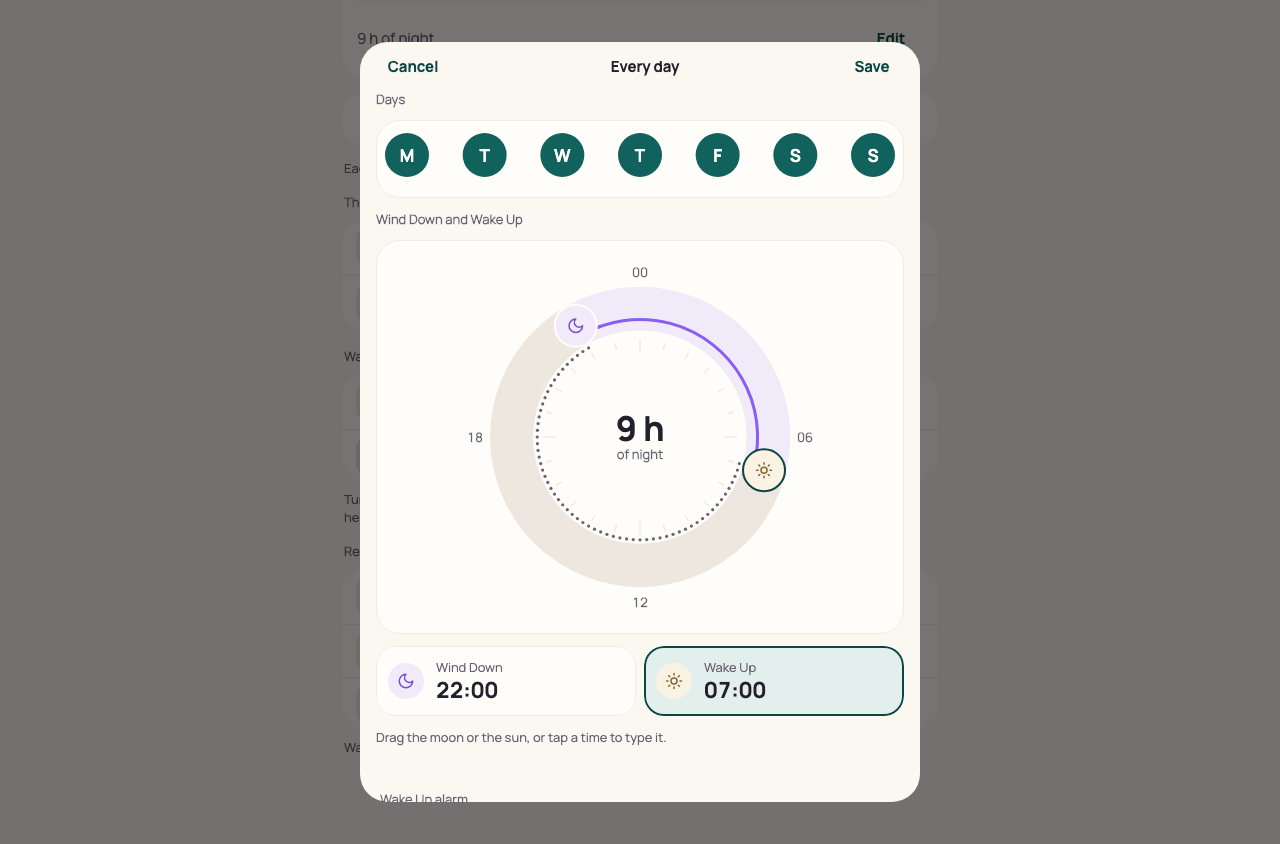 9 h of night
Edit
Cancel
Every day
Save
Days
M T W T F S S
Wind Down and Wake Up
00
18
06
9 h
of night
12
Wind Down
22:00
Wake Up
07:00
Drag the moon or the sun, or tap a time to type it.
Wake Up alarm